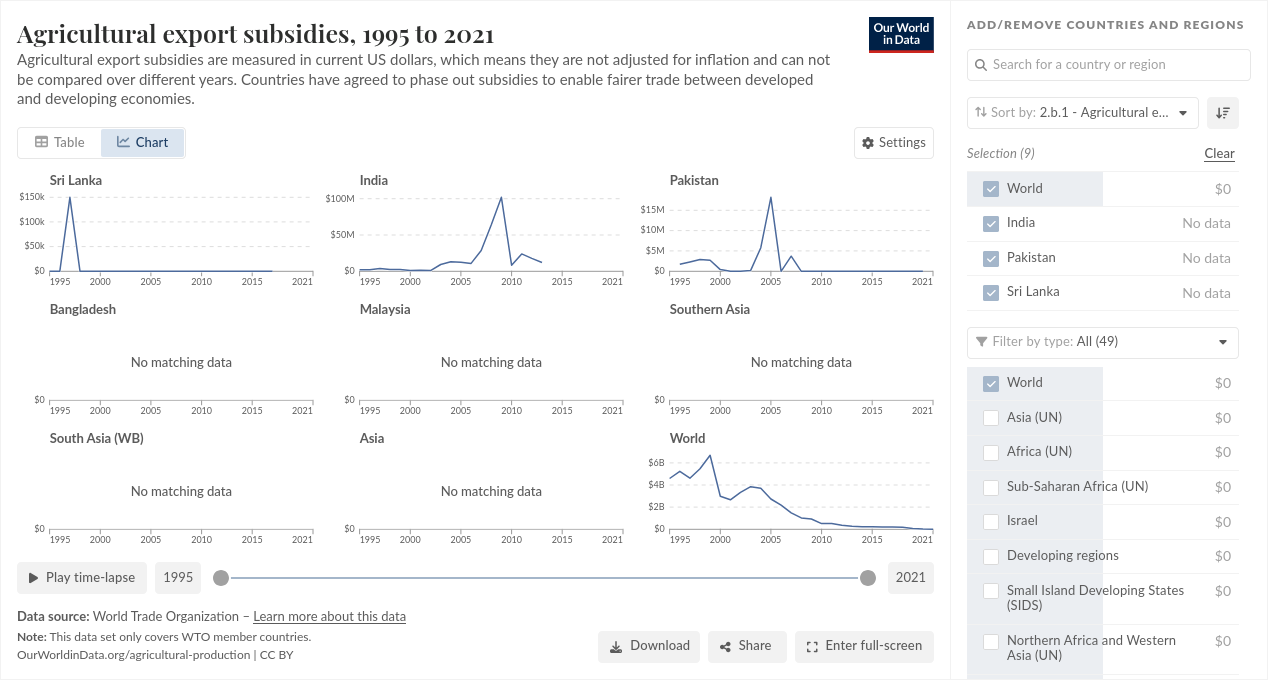 Agricultural export subsidies, 1995 to 2021
Our World
in Data
Agricultural export subsidies are measured in current US dollars, which means they are not adjusted for inflation and can not
be compared over different years. Countries have agreed to phase out subsidies to enable fairer trade between developed
and developing economies.
Table
Chart
Settings
Sri Lanka
$150k
$100k
$50k
$0
1995 2000 2005 2010 2015 2021
India
$100M
$50M
$0
1995 2000 2005 2010 2015 2021
Pakistan
$15M
$10M
$5M
$0
1995 2000 2005 2010 2015 2021
Bangladesh
No matching data
$0
1995 2000 2005 2010 2015 2021
Malaysia
No matching data
$0
1995 2000 2005 2010 2015 2021
Southern Asia
No matching data
$0
1995 2000 2005 2010 2015 2021
South Asia (WB)
No matching data
$0
1995 2000 2005 2010 2015 2021
Asia
No matching data
$0
1995 2000 2005 2010 2015 2021
World
$6B
$4B
$2B
$0
1995 2000 2005 2010 2015 2021
Play time-lapse
1995
2021
Data source: World Trade Organization – Learn more about this data
Note: This data set only covers WTO member countries.
OurWorldinData.org/agricultural-production | CC BY
Download
Share
Enter full-screen
ADD/REMOVE COUNTRIES AND REGIONS
Search for a country or region
Sort by: 2.b.1 - Agricultural e...
Selection (9)
Clear
World $0
India No data
Pakistan No data
Sri Lanka No data
Filter by type: All (49)
World $0
Asia (UN) $0
Africa (UN) $0
Sub-Saharan Africa (UN) $0
Israel $0
Developing regions $0
Small Island Developing States
(SIDS) $0
Northern Africa and Western
Asia (UN) $0